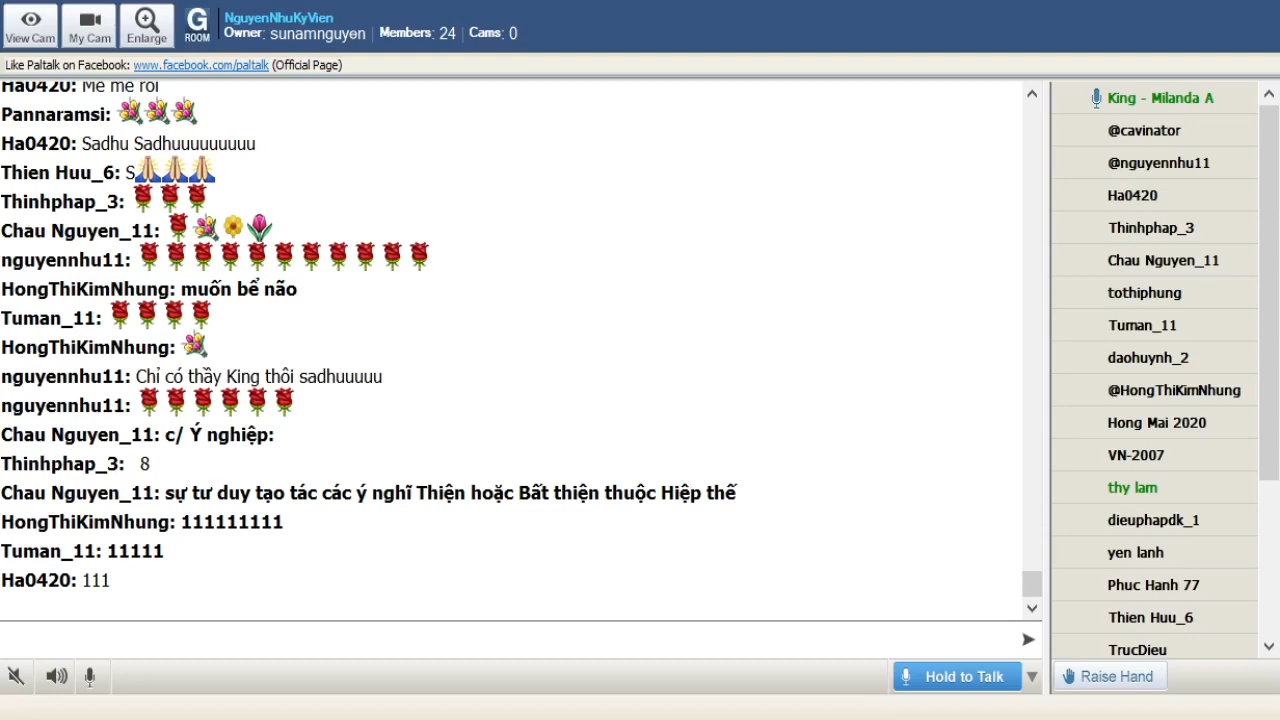 View Cam
My Cam
Enlarge
G
ROOM
NguyenNhuKyVien
Owner: sunamnguyen | Members: 24 | Cams: 0
Like Paltalk on Facebook: www.facebook.com/paltalk (Official Page)
Ha0420: Mê mê rồi
Pannaramsi:
Ha0420: Sadhu Sadhuuuuuuuuu
Thien Huu_6: S
Thinhphap_3:
Chau Nguyen_11:
nguyennhu11:
HongThiKimNhung: muốn bể não
Tuman_11:
HongThiKimNhung:
nguyennhu11: Chỉ có thầy King thôi sadhuuuuu
nguyennhu11:
Chau Nguyen_11: c/ Ý nghiệp:
Thinhphap_3: 8
Chau Nguyen_11: sự tư duy tạo tác các ý nghĩ Thiện hoặc Bất thiện thuộc Hiệp thế
HongThiKimNhung: 111111111
Tuman_11: 11111
Ha0420: 111
King - Milanda A
@cavinator
@nguyennhu11
Ha0420
Thinhphap_3
Chau Nguyen_11
tothiphung
Tuman_11
daohuynh_2
@HongThiKimNhung
Hong Mai 2020
VN-2007
thy lam
dieuphapdk_1
yen lanh
Phuc Hanh 77
Thien Huu_6
TrucDieu
Hold to Talk
Raise Hand